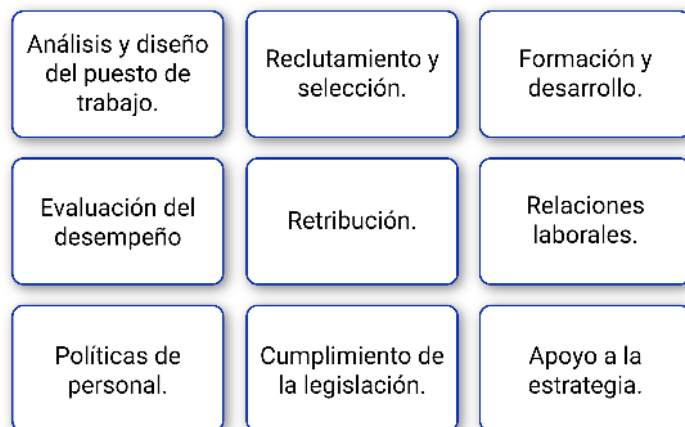 Análisis y diseño
del puesto de
trabajo.
Reclutamiento y
selección.
Formación y
desarrollo.
Evaluación del
desempeño
Retribución.
Relaciones
laborales.
Políticas de
personal.
Cumplimiento de
la legislación.
Apoyo a la
estrategia.